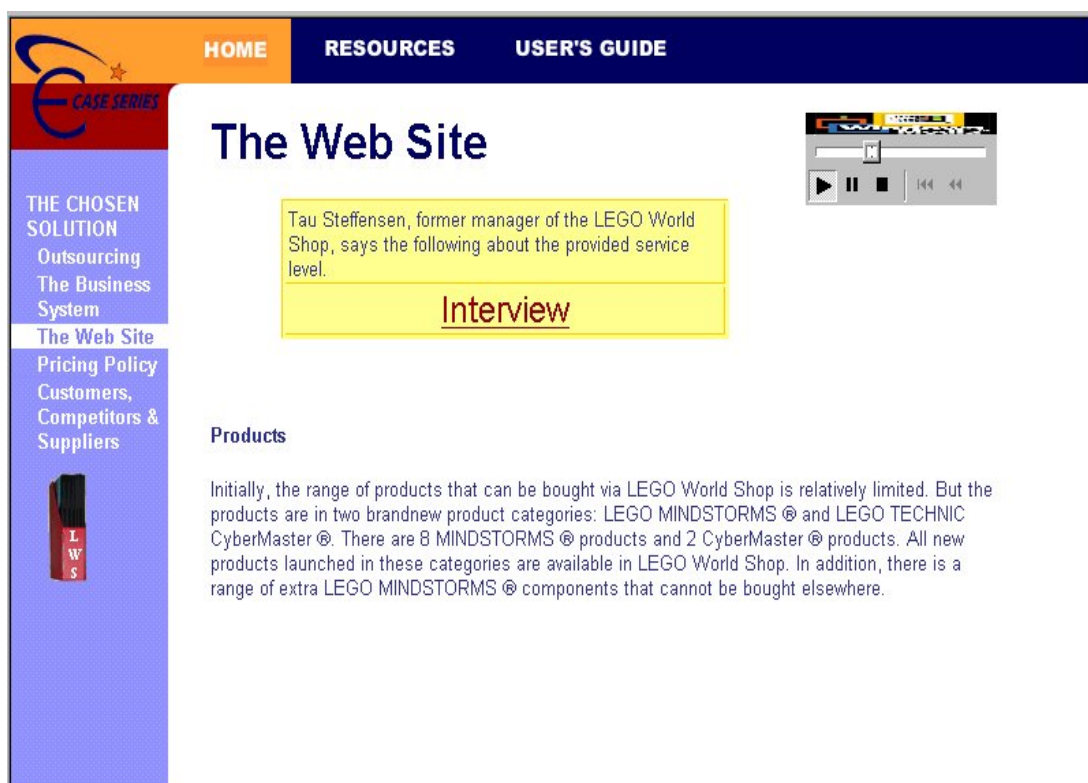 HOME RESOURCES USER'S GUIDE
CASE SERIES
THE CHOSEN
SOLUTION
Outsourcing
The Business
System
The Web Site
Pricing Policy
Customers,
Competitors &
Suppliers
L
W
S
The Web Site
Tau Steffensen, former manager of the LEGO World
Shop, says the following about the provided service
level.
Interview
Products
Initially, the range of products that can be bought via LEGO World Shop is relatively limited. But the
products are in two brandnew product categories: LEGO MINDSTORMS ® and LEGO TECHNIC
CyberMaster ®. There are 8 MINDSTORMS ® products and 2 CyberMaster ® products. All new
products launched in these categories are available in LEGO World Shop. In addition, there is a
range of extra LEGO MINDSTORMS ® components that cannot be bought elsewhere.